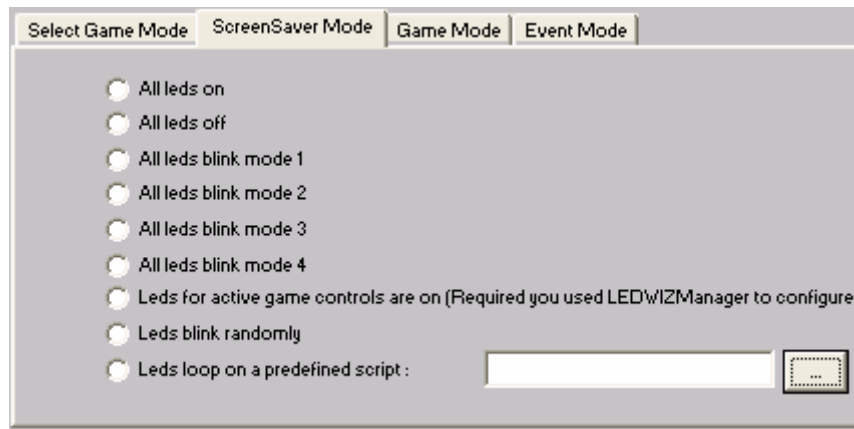 Select Game Mode ScreenSaver Mode Game Mode Event Mode
All leds on
All leds off
All leds blink mode 1
All leds blink mode 2
All leds blink mode 3
All leds blink mode 4
Leds for active game controls are on (Required you used LEDWIZManager to configure
Leds blink randomly
Leds loop on a predefined script : ...